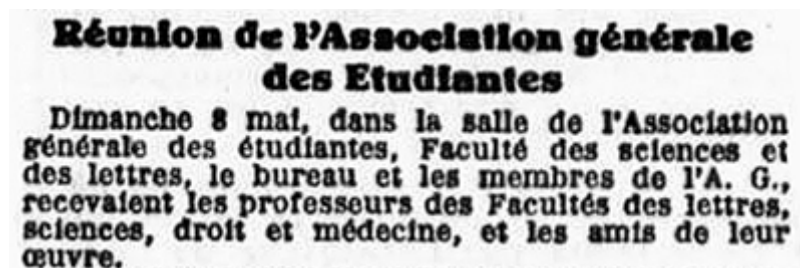 Réunion de l'Association générale
des Etudiantes
Dimanche 8 mai, dans la salle de l'Association
générale des étudiantes, Faculté des sciences et
des lettres, le bureau et les membres de l'A. G.,
recevaient les professeurs des Facultés des lettres,
sciences, droit et médecine, et les amis de leur
œuvre.